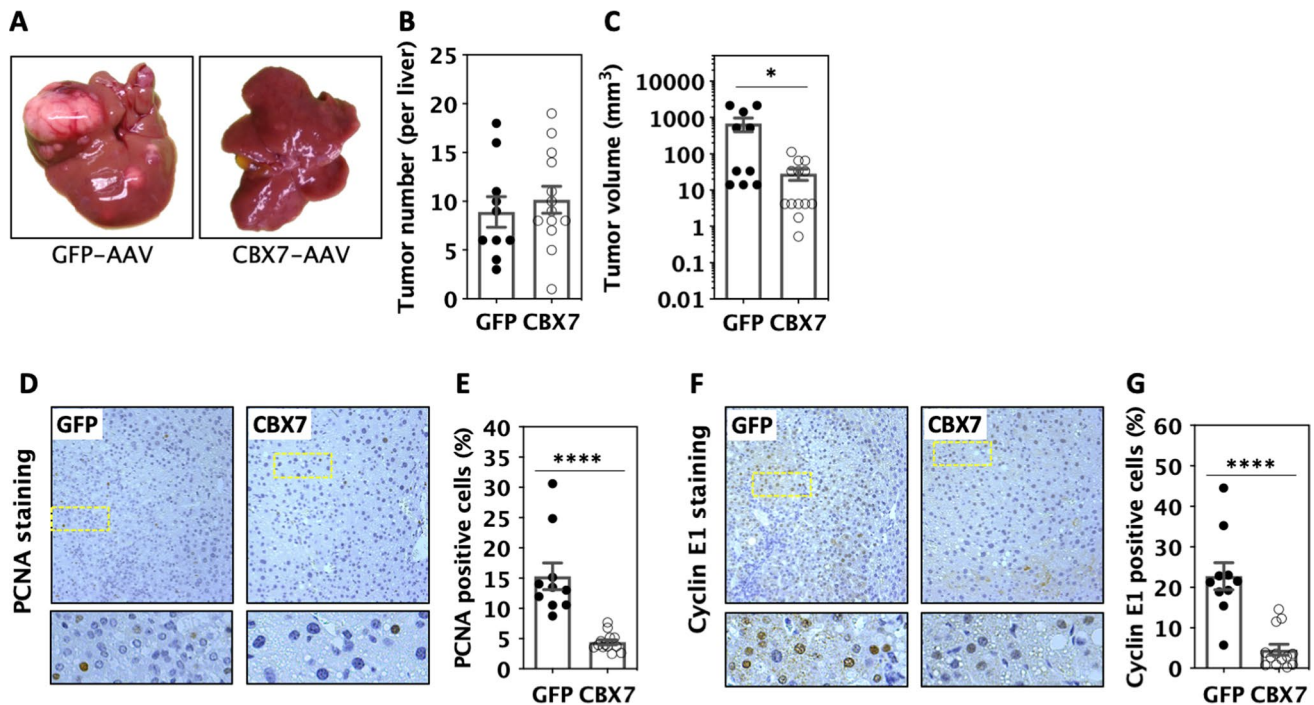 A
GFP-AAV
CBX7-AAV
B
Tumor number (per liver)
25
20
15
10
5
0
GFP CBX7
C
Tumor volume (mm³)
10000
1000
100
10
1
0.1
0.01
*
GFP CBX7
D
PCNA staining
GFP
CBX7
E
PCNA positive cells (%)
40
35
30
25
20
15
10
5
0
****
GFP CBX7
F
Cyclin E1 staining
GFP
CBX7
G
Cyclin E1 positive cells (%)
60
50
40
30
20
10
0
****
GFP CBX7